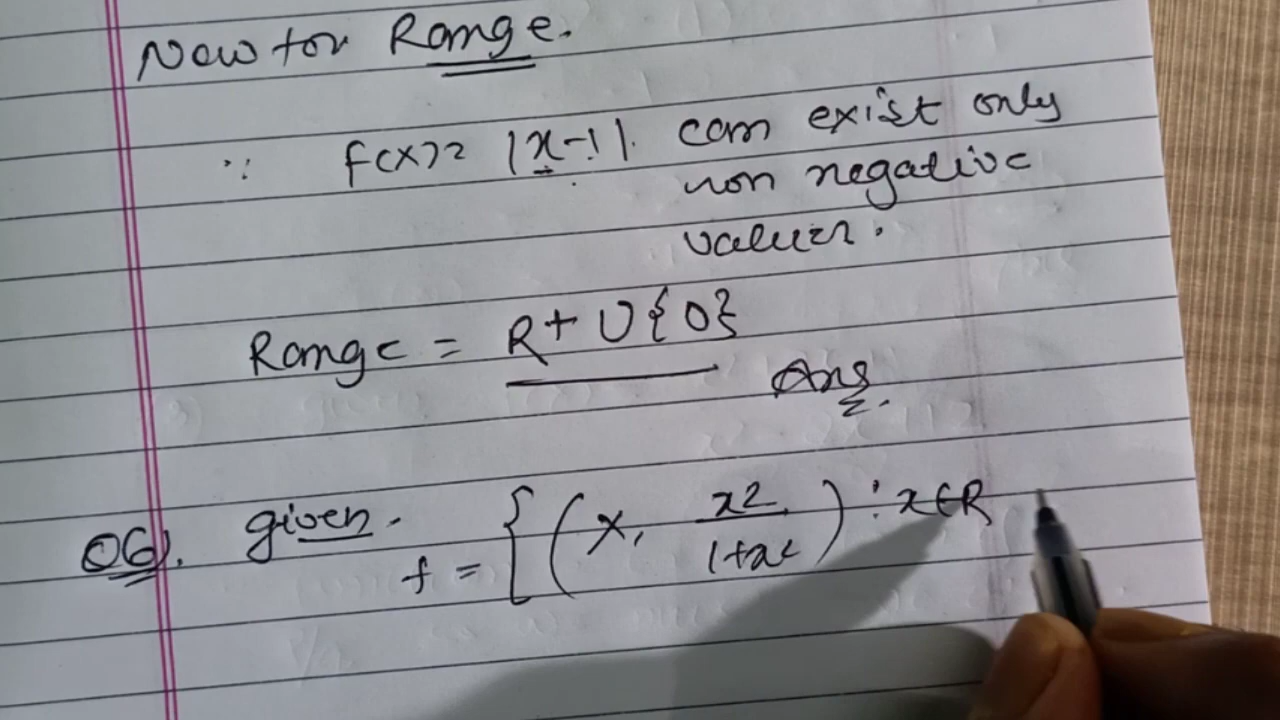 Now for Range.
∵ f(x)= |x-1|. can exist only
non negative
values.
Range = R+ U{0}
Ans
Q6). given.
f = { (x, x2/1+x2) : x∈R